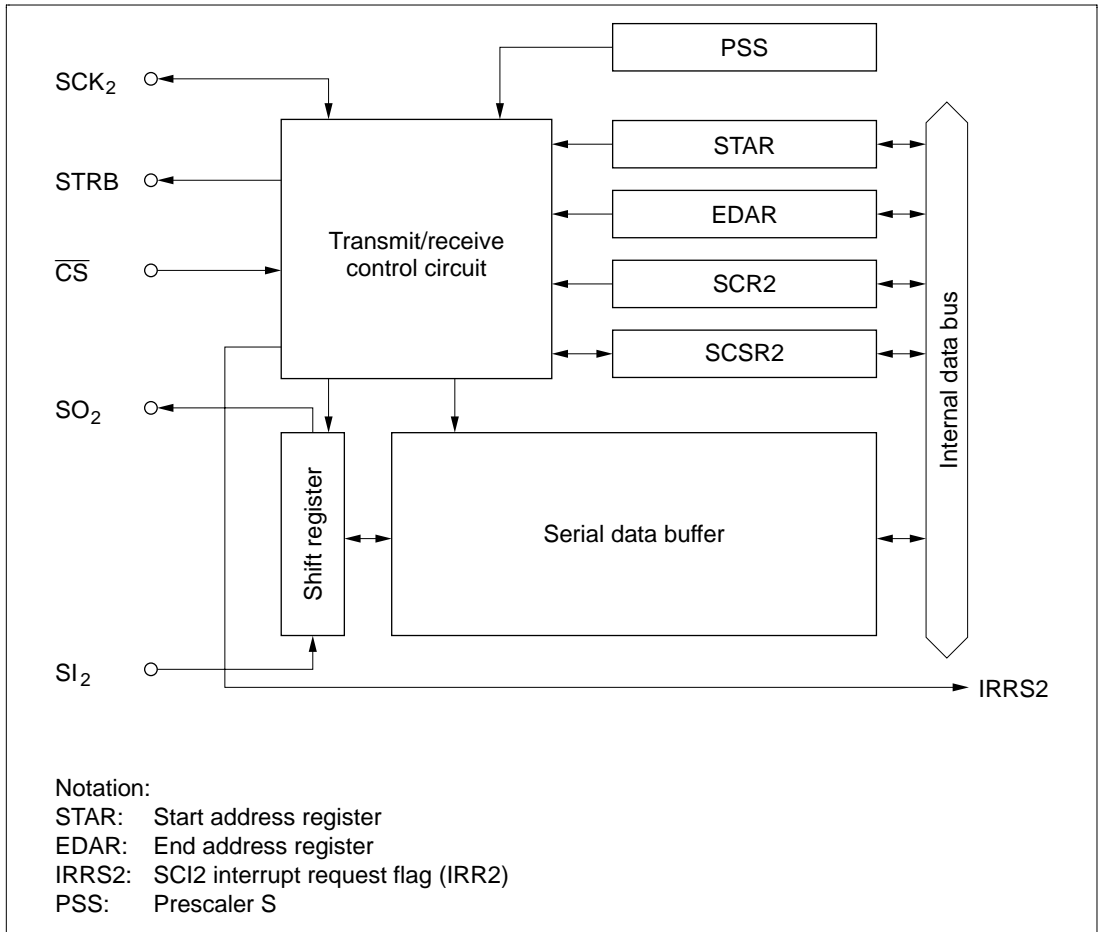 PSS
SCK2
STAR
STRB
EDAR
Transmit/receive
control circuit
CS
SCR2
SCSR2
Internal data bus
SO2
Shift register
Serial data buffer
SI2
IRRS2
Notation:
STAR: Start address register
EDAR: End address register
IRRS2: SCI2 interrupt request flag (IRR2)
PSS: Prescaler S